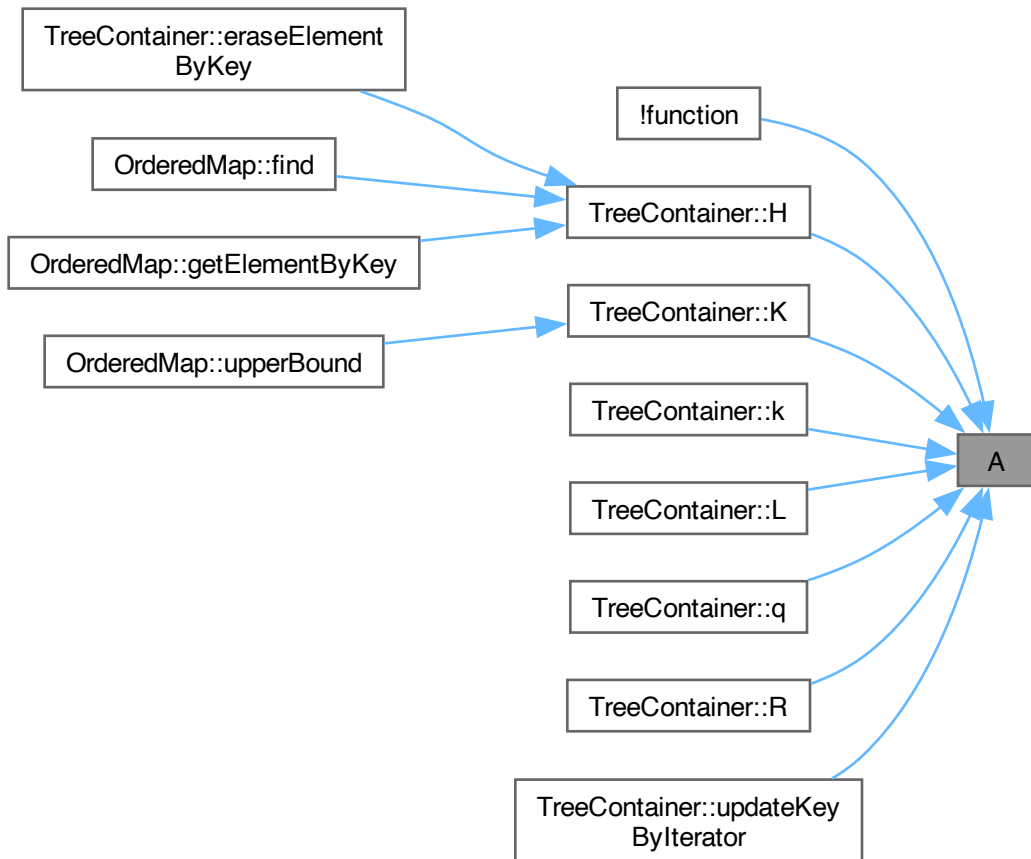 TreeContainer::eraseElement
ByKey
!function
OrderedMap::find
TreeContainer::H
OrderedMap::getElementByKey
TreeContainer::K
OrderedMap::upperBound
TreeContainer::k
A
TreeContainer::L
TreeContainer::q
TreeContainer::R
TreeContainer::updateKey
ByIterator